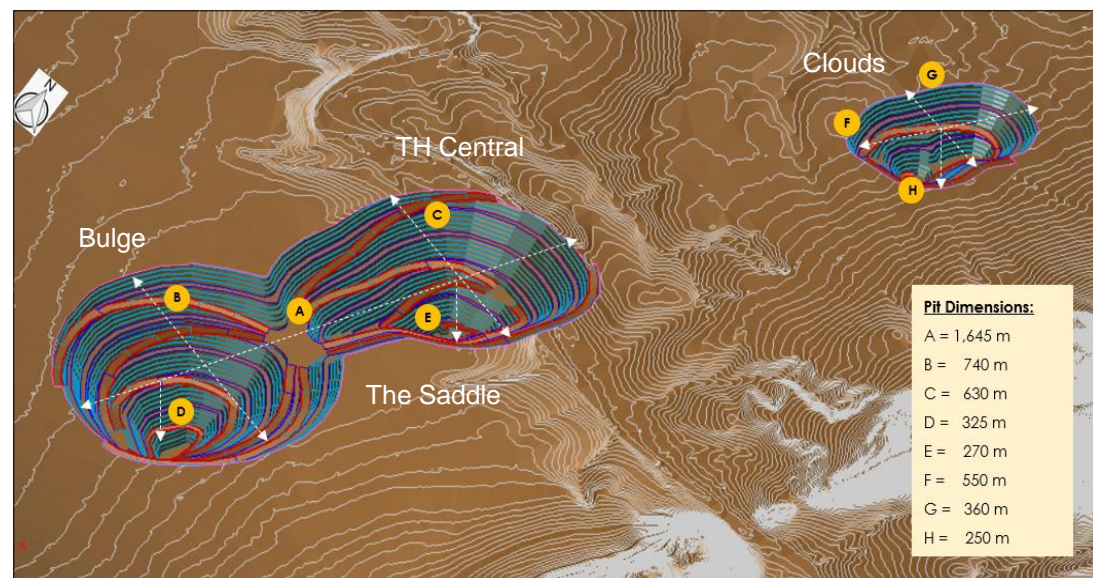 Clouds
G
F
N
H
TH Central
C
Bulge
B
A
E
The Saddle
D
Pit Dimensions:
A = 1,645 m
B = 740 m
C = 630 m
D = 325 m
E = 270 m
F = 550 m
G = 360 m
H = 250 m
X